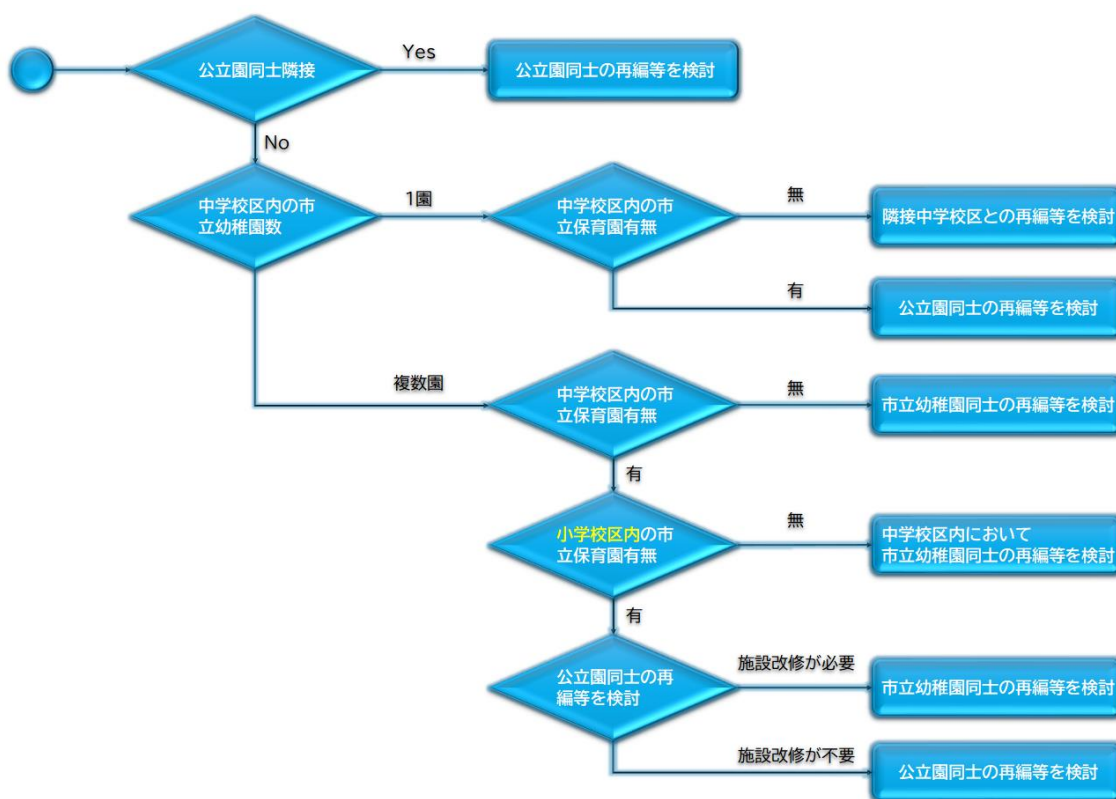 公立園同士隣接
Yes
公立園同士の再編等を検討
No
中学校区内の市
立幼稚園数
1園
中学校区内の市
立保育園有無
無
隣接中学校区との再編等を検討
有
公立園同士の再編等を検討
複数園
中学校区内の市
立保育園有無
無
市立幼稚園同士の再編等を検討
有
小学校区内の市
立保育園有無
無
中学校区内において
市立幼稚園同士の再編等を検討
有
公立園同士の再
編等を検討
施設改修が必要
市立幼稚園同士の再編等を検討
施設改修が不要
公立園同士の再編等を検討